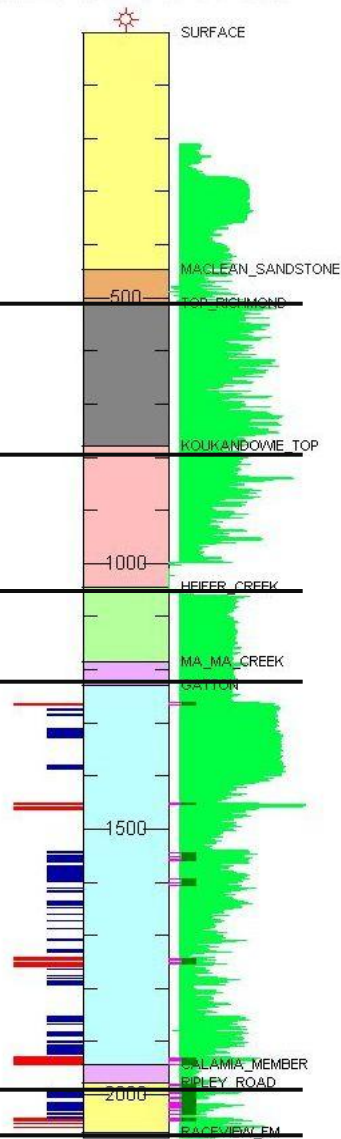 SURFACE
MACLEAN_SANDSTONE
500
TOP_RICHMOND
KOUKANDOWIE_TOP
1000
HEIFER_CREEK
MA_MA_CREEK
GATTON
1500
CALAMIA_MEMBER
RIPLEY_ROAD
2000
RACEVIEW_FM